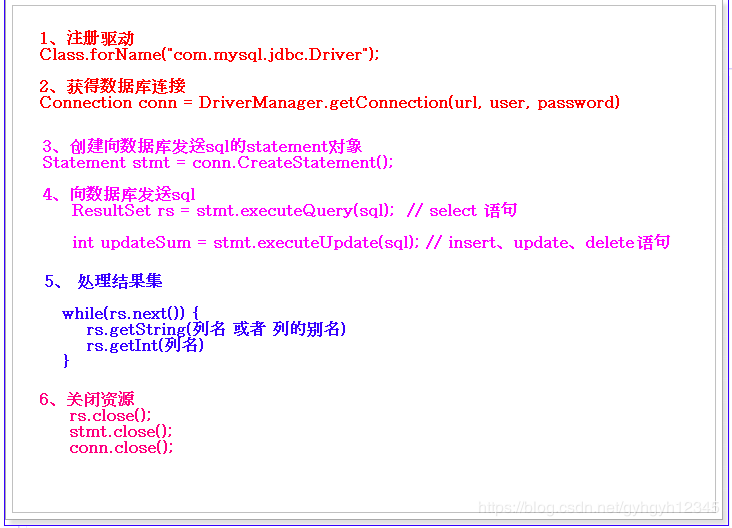 1、注册驱动
Class.forName("com.mysql.jdbc.Driver");
2、获得数据库连接
Connection conn = DriverManager.getConnection(url, user, password)
3、创建向数据库发送sql的statement对象
Statement stmt = conn.CreateStatement();
4、向数据库发送sql
ResultSet rs = stmt.executeQuery(sql); // select 语句
int updateSum = stmt.executeUpdate(sql); // insert、update、delete语句
5、 处理结果集
while(rs.next()) {
rs.getString(列名 或者 列的别名)
rs.getInt(列名)
}
6、关闭资源
rs.close();
stmt.close();
conn.close();
https://blog.csdn.net/gyhgyh12345